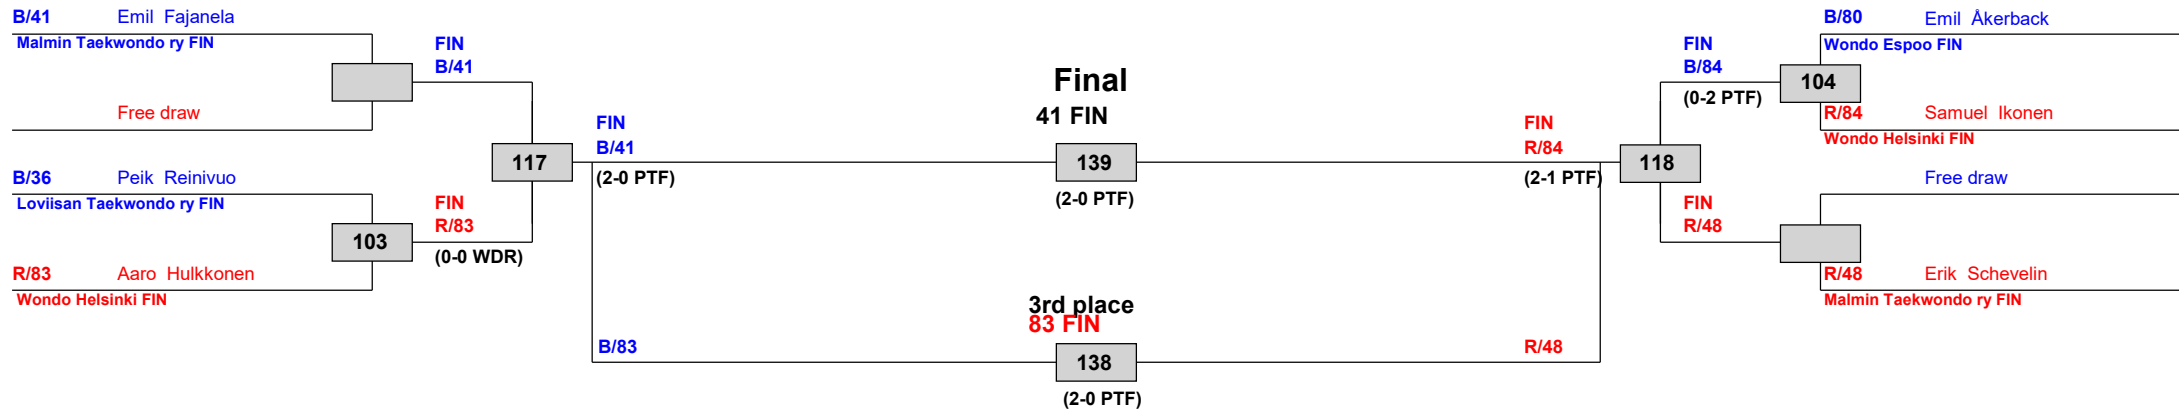 B/41 Emil Fajanela
Malmin Taekwondo ry FIN
Free draw
B/36 Peik Reinivuo
Loviisan Taekwondo ry FIN
103
R/83 Aaro Hulkkonen
Wondo Helsinki FIN
FIN
B/41
117
FIN
R/83
(0-0 WDR)
FIN
B/41
(2-0 PTF)
B/83
Final
41 FIN
139
(2-0 PTF)
3rd place
83 FIN
138
(2-0 PTF)
FIN
R/84
(2-1 PTF)
R/48
118
FIN
B/84
(0-2 PTF)
FIN
R/48
B/80 Emil Åkerback
Wondo Espoo FIN
104
R/84 Samuel Ikonen
Wondo Helsinki FIN
Free draw
R/48 Erik Schevelin
Malmin Taekwondo ry FIN